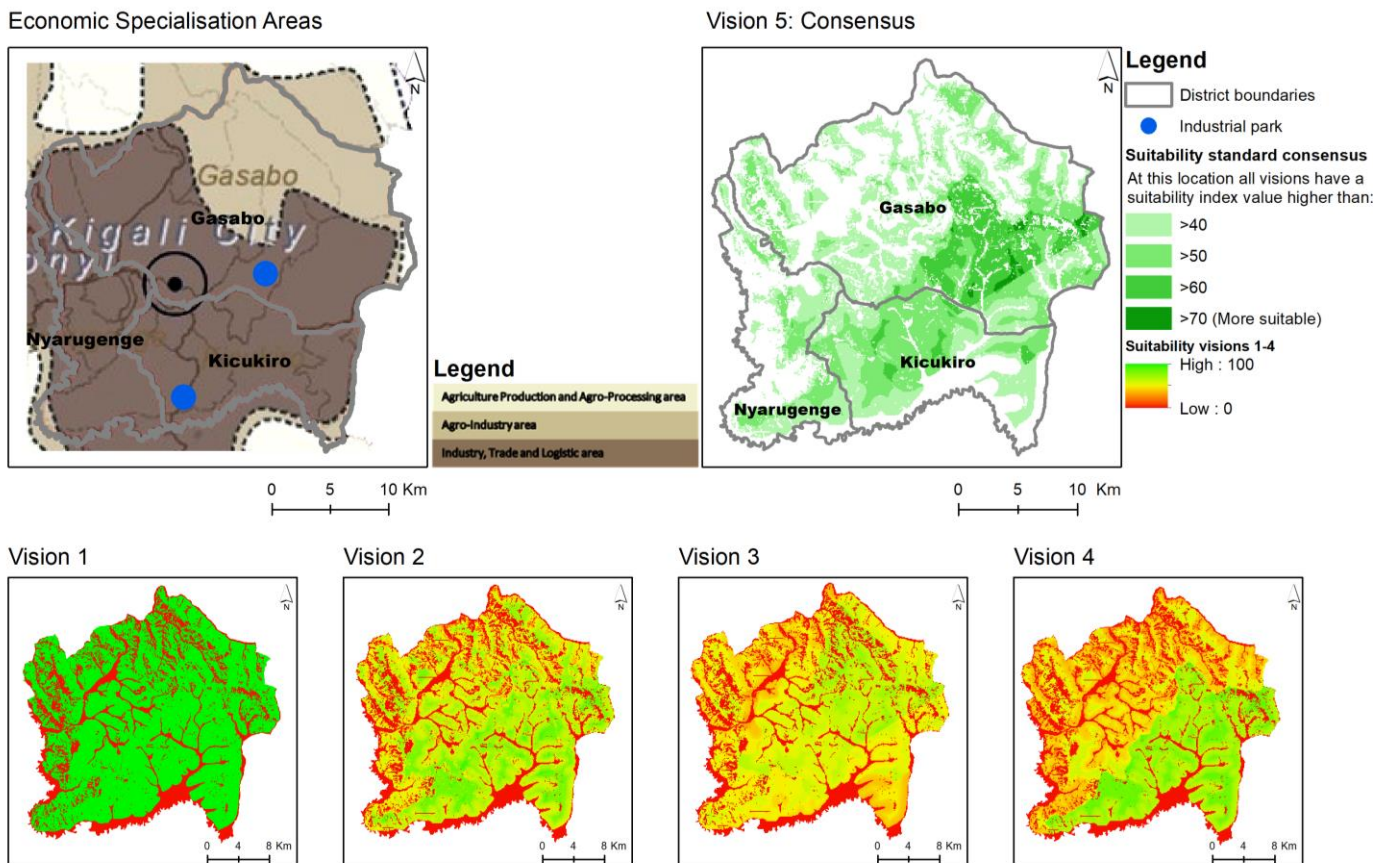 Economic Specialisation Areas
N
Gasabo
Gasabo
Kigali City
onyi
Nyarugenge
Kicukiro
0 5 10 Km
Legend
Agriculture Production and Agro-Processing area
Agro-Industry area
Industry, Trade and Logistic area
Vision 5: Consensus
N
Gasabo
Kicukiro
Nyarugenge
0 5 10 Km
Legend
District boundaries
Industrial park
Suitability standard consensus
At this location all visions have a
suitability index value higher than:
>40
>50
>60
>70 (More suitable)
Suitability visions 1-4
High : 100
Low : 0
Vision 1
N
0 4 8 Km
Vision 2
N
0 4 8 Km
Vision 3
N
0 4 8 Km
Vision 4
N
0 4 8 Km